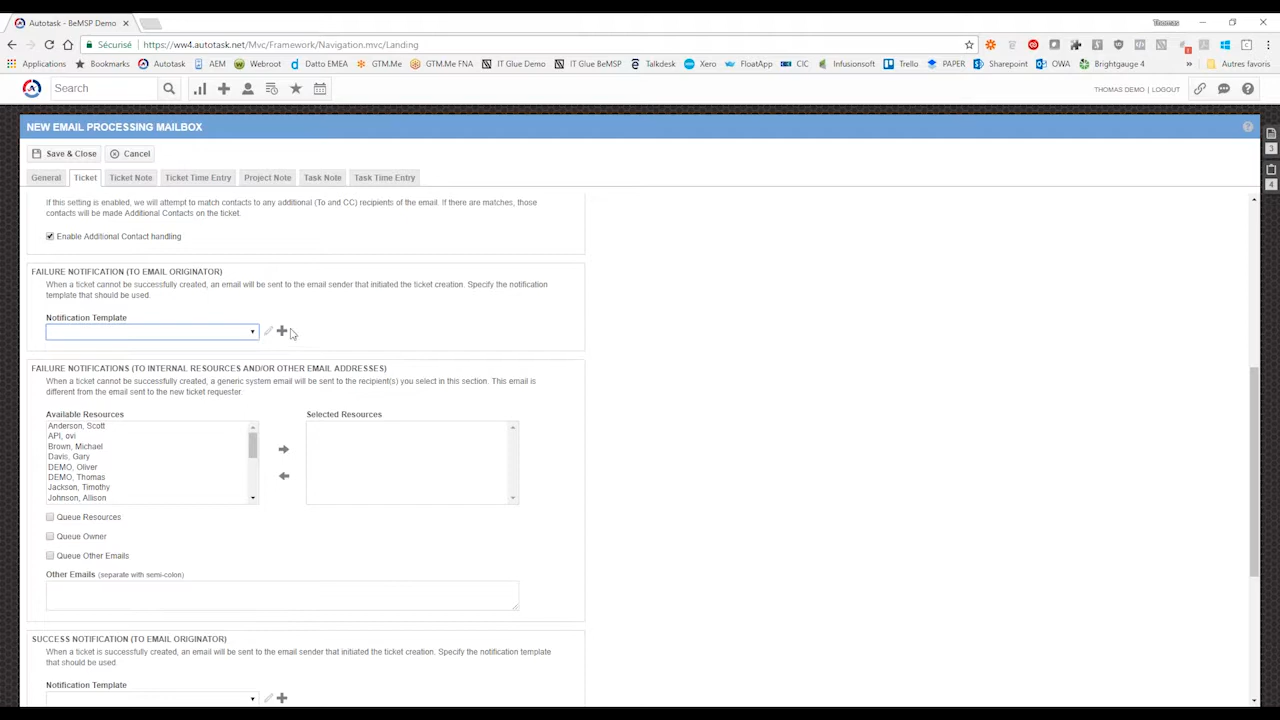 Autotask - BeMSP Demo
Thomas
Sécurisé https://ww4.autotask.net/Mvc/Framework/Navigation.mvc/Landing
Applications Bookmarks Autotask AEM Webroot Datto EMEA GTM.Me GTM.Me FNA IT Glue Demo IT Glue BeMSP Talkdesk Xero FloatApp CIC Infusionsoft Trello PAPER Sharepoint OWA Brightgauge 4 » Autres favoris
Search
THOMAS DEMO | LOGOUT
NEW EMAIL PROCESSING MAILBOX
Save & Close Cancel
3
General Ticket Ticket Note Ticket Time Entry Project Note Task Note Task Time Entry
4
If this setting is enabled, we will attempt to match contacts to any additional (To and CC) recipients of the email. If there are matches, those
contacts will be made Additional Contacts on the ticket.
Enable Additional Contact handling
FAILURE NOTIFICATION (TO EMAIL ORIGINATOR)
When a ticket cannot be successfully created, an email will be sent to the email sender that initiated the ticket creation. Specify the notification
template that should be used.
Notification Template
FAILURE NOTIFICATIONS (TO INTERNAL RESOURCES AND/OR OTHER EMAIL ADDRESSES)
When a ticket cannot be successfully created, a generic system email will be sent to the recipient(s) you select in this section. This email is
different from the email sent to the new ticket requester.
Available Resources Selected Resources
Anderson, Scott
API, ovi
Brown, Michael
Davis, Gary
DEMO, Oliver
DEMO, Thomas
Jackson, Timothy
Johnson, Allison
Queue Resources
Queue Owner
Queue Other Emails
Other Emails (separate with semi-colon)
SUCCESS NOTIFICATION (TO EMAIL ORIGINATOR)
When a ticket is successfully created, an email will be sent to the email sender that initiated the ticket creation. Specify the notification template
that should be used
Notification Template